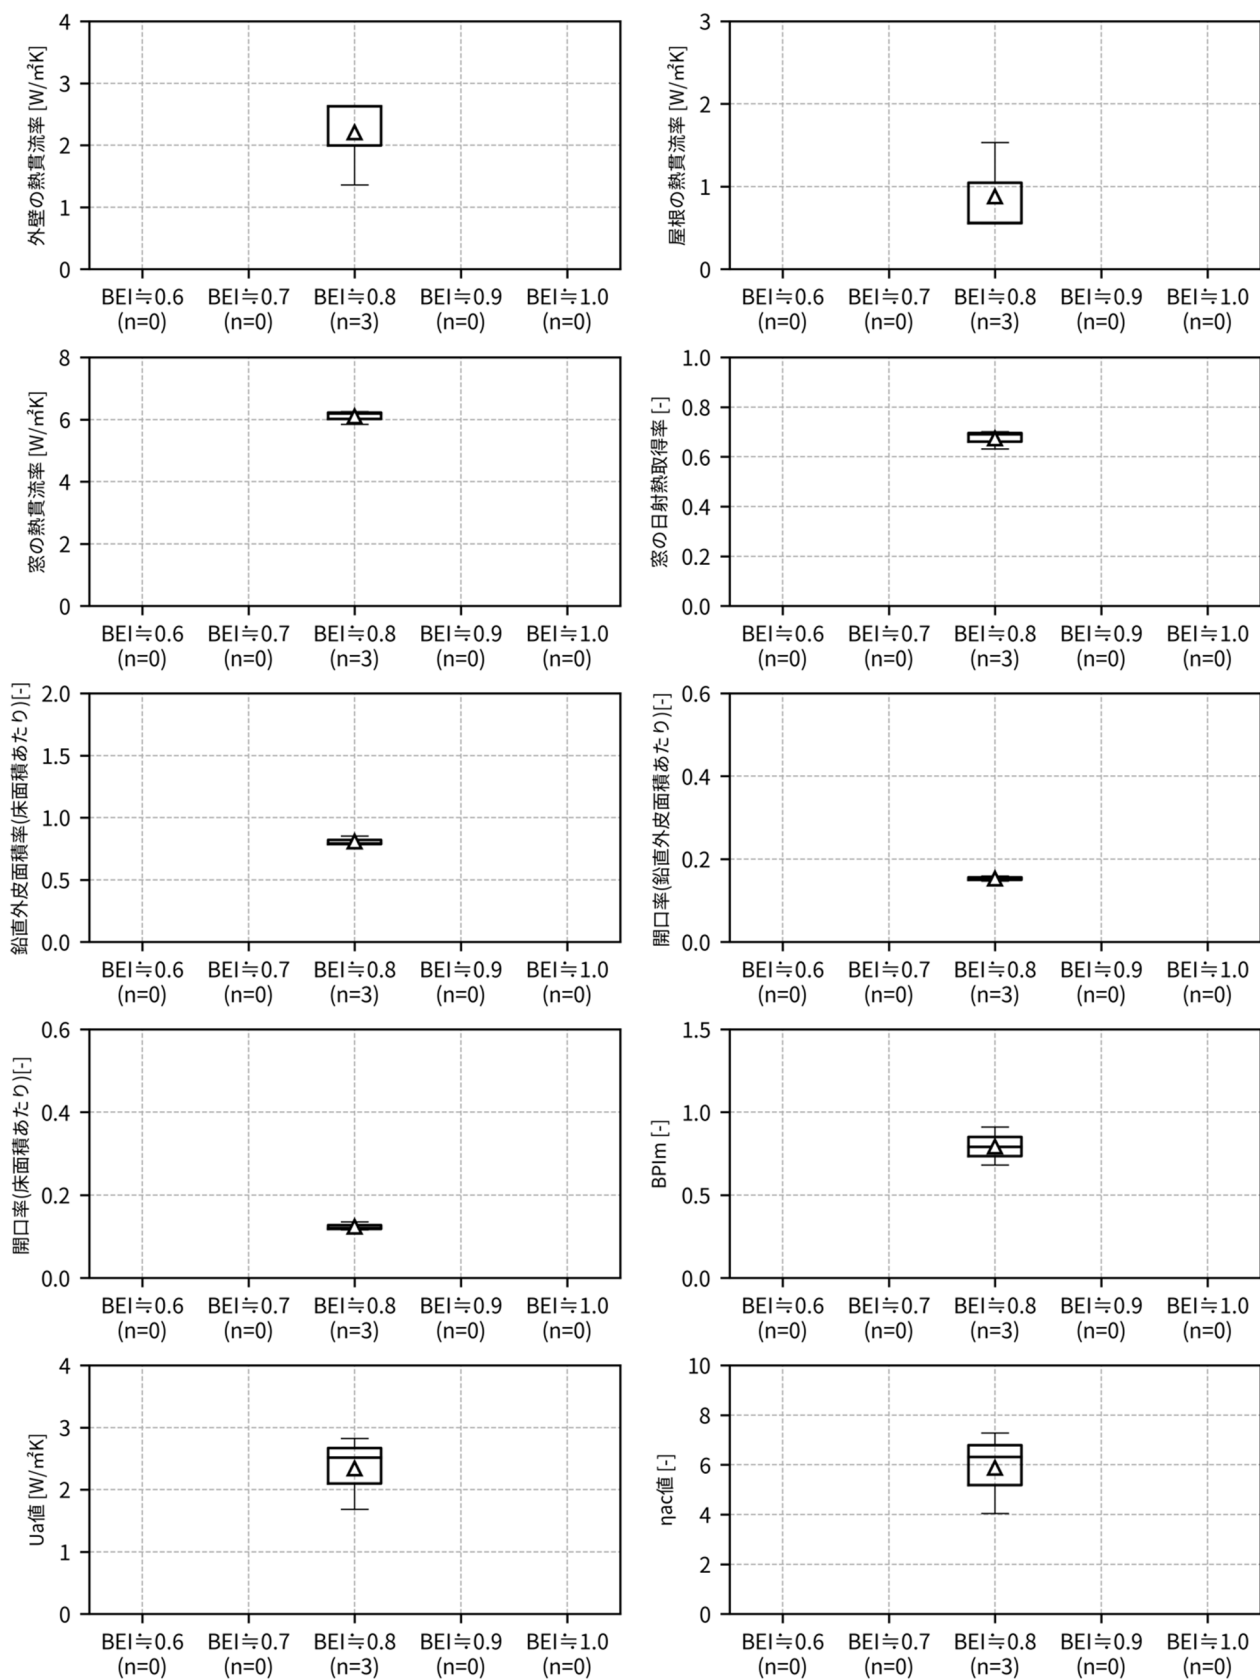 外壁の熱貫流率 [W/㎡K]
4
3
2
1
0
BEI≒0.6 BEI≒0.7 BEI≒0.8 BEI≒0.9 BEI≒1.0
(n=0) (n=0) (n=3) (n=0) (n=0)
屋根の熱貫流率 [W/㎡K]
3
2
1
0
BEI≒0.6 BEI≒0.7 BEI≒0.8 BEI≒0.9 BEI≒1.0
(n=0) (n=0) (n=3) (n=0) (n=0)
窓の熱貫流率 [W/㎡K]
8
6
4
2
0
BEI≒0.6 BEI≒0.7 BEI≒0.8 BEI≒0.9 BEI≒1.0
(n=0) (n=0) (n=3) (n=0) (n=0)
窓の日射熱取得率 [-]
1.0
0.8
0.6
0.4
0.2
0.0
BEI≒0.6 BEI≒0.7 BEI≒0.8 BEI≒0.9 BEI≒1.0
(n=0) (n=0) (n=3) (n=0) (n=0)
鉛直外皮面積率(床面積あたり)[-]
2.0
1.5
1.0
0.5
0.0
BEI≒0.6 BEI≒0.7 BEI≒0.8 BEI≒0.9 BEI≒1.0
(n=0) (n=0) (n=3) (n=0) (n=0)
開口率(鉛直外皮面積あたり)[-]
0.6
0.4
0.2
0.0
BEI≒0.6 BEI≒0.7 BEI≒0.8 BEI≒0.9 BEI≒1.0
(n=0) (n=0) (n=3) (n=0) (n=0)
開口率(床面積あたり)[-]
0.6
0.4
0.2
0.0
BEI≒0.6 BEI≒0.7 BEI≒0.8 BEI≒0.9 BEI≒1.0
(n=0) (n=0) (n=3) (n=0) (n=0)
BPIm [-]
1.5
1.0
0.5
0.0
BEI≒0.6 BEI≒0.7 BEI≒0.8 BEI≒0.9 BEI≒1.0
(n=0) (n=0) (n=3) (n=0) (n=0)
Ua値 [W/㎡K]
4
3
2
1
0
BEI≒0.6 BEI≒0.7 BEI≒0.8 BEI≒0.9 BEI≒1.0
(n=0) (n=0) (n=3) (n=0) (n=0)
ηac値 [-]
10
8
6
4
2
0
BEI≒0.6 BEI≒0.7 BEI≒0.8 BEI≒0.9 BEI≒1.0
(n=0) (n=0) (n=3) (n=0) (n=0)